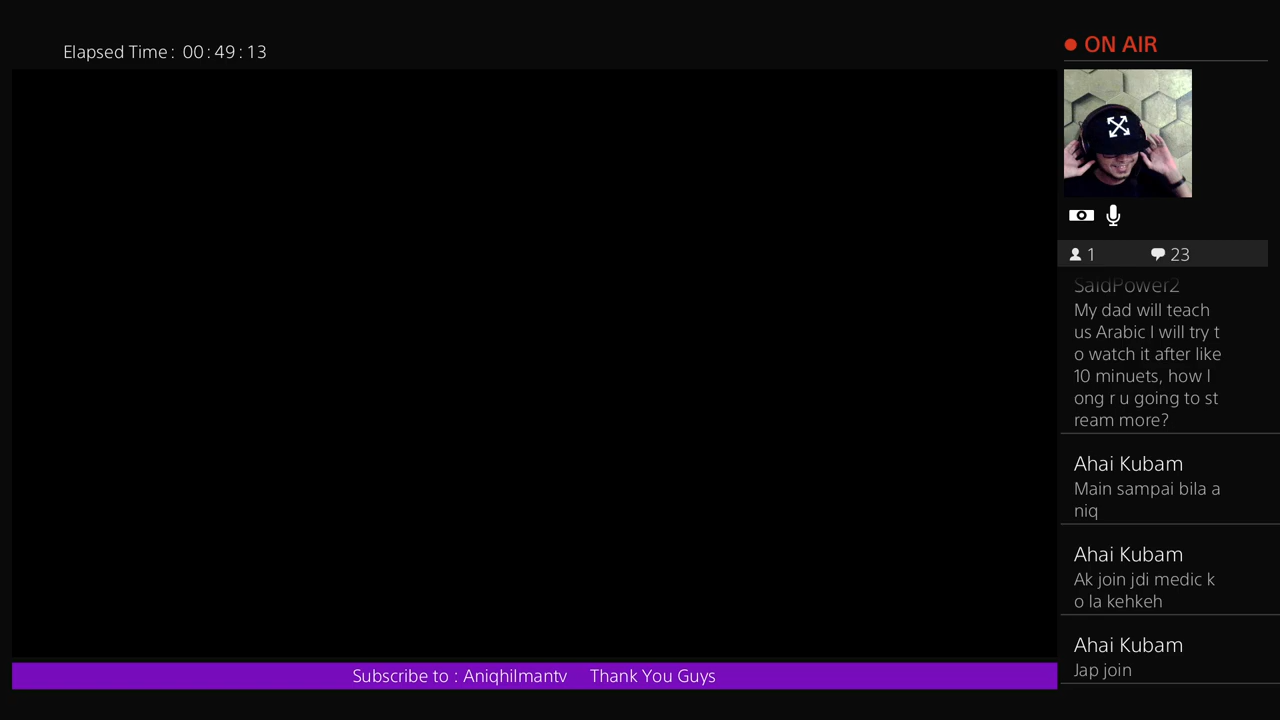 Elapsed Time: 00:49:13
ON AIR
1 23
SaidPower2
My dad will teach
us Arabic I will try t
o watch it after like
10 minuets, how l
ong r u going to st
ream more?
Ahai Kubam
Main sampai bila a
niq
Ahai Kubam
Ak join jdi medic k
o la kehkeh
Ahai Kubam
Jap join
Subscribe to : Aniqhilmantv Thank You Guys